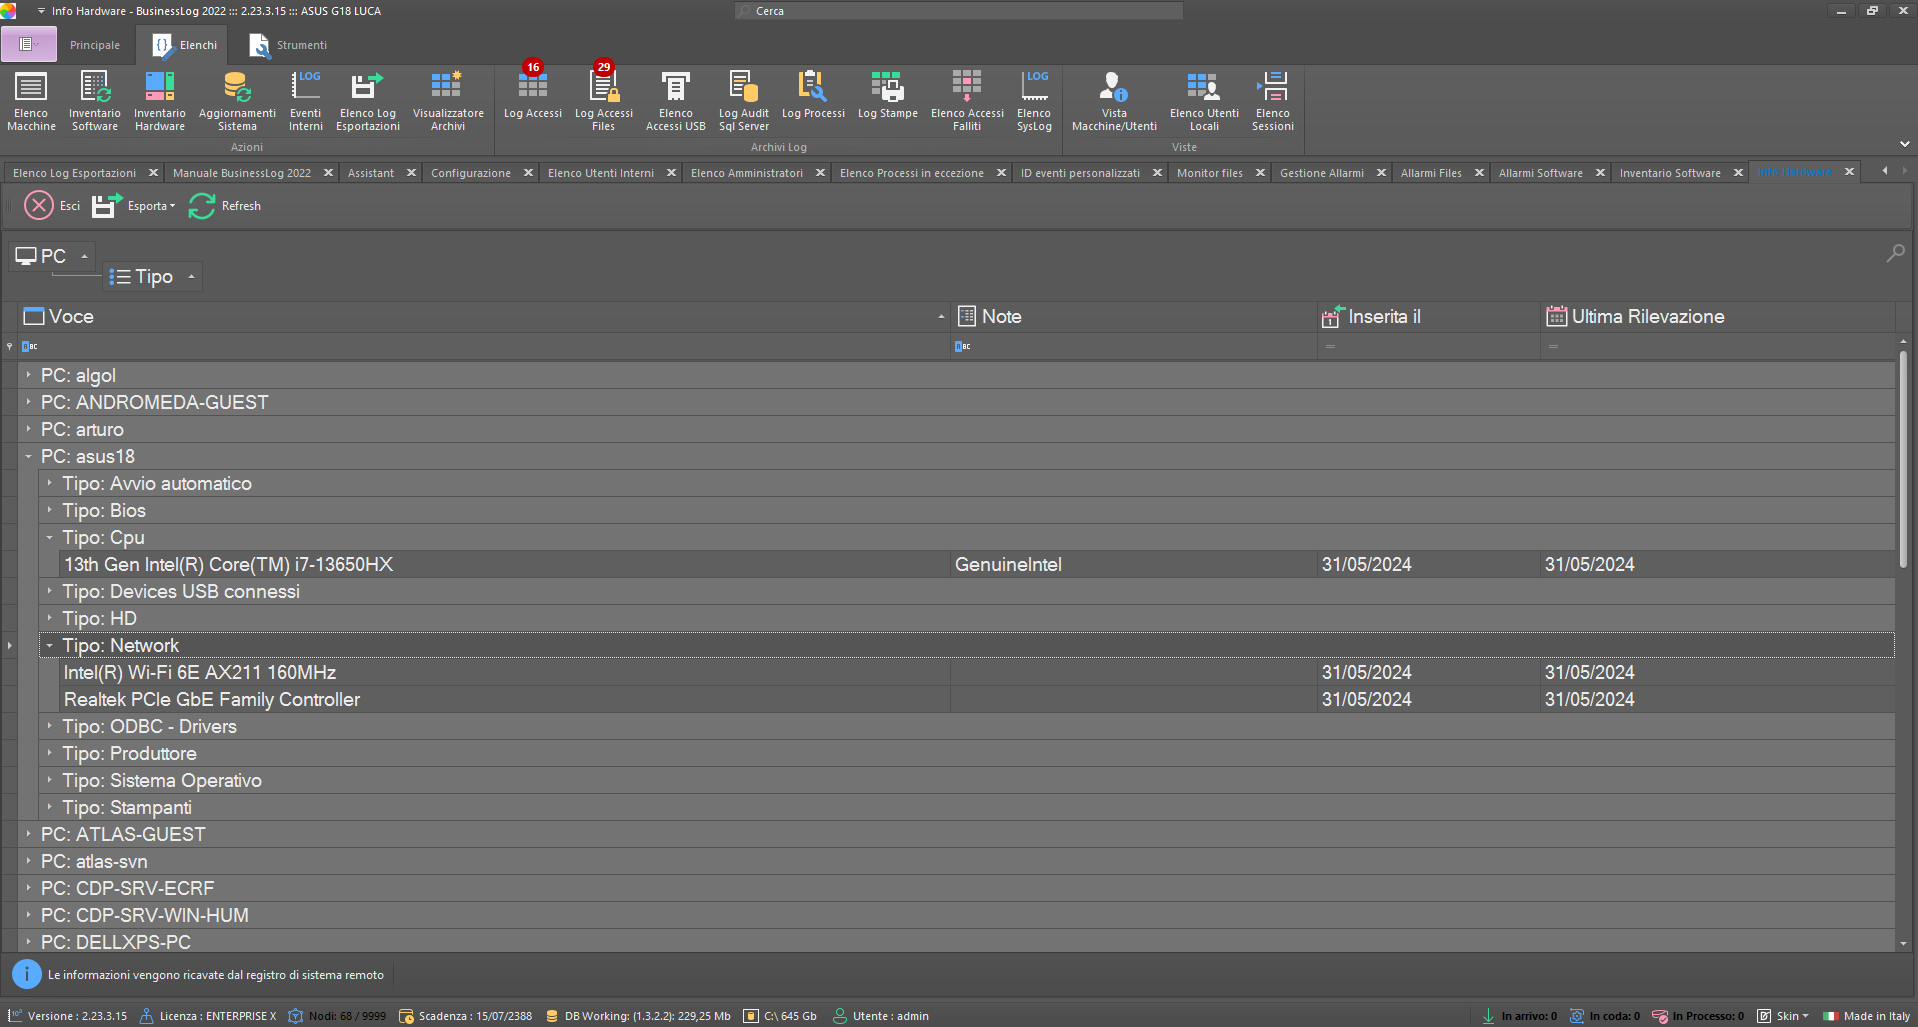 Info Hardware - BusinessLog 2022 ::: 2.23.3.15 ::: ASUS G18 LUCA
Cerca
Principale
Elenchi
Strumenti
LOG
16
29
LOG
Elenco Macchine
Inventario Software
Inventario Hardware
Aggiornamenti Sistema
Eventi Interni
Elenco Log Esportazioni
Visualizzatore Archivi
Log Accessi
Log Accessi Files
Elenco Accessi USB
Log Audit Sql Server
Log Processi
Log Stampe
Elenco Accessi Falliti
Elenco SysLog
Vista Macchine/Utenti
Elenco Utenti Locali
Elenco Sessioni
Azioni
Archivi Log
Viste
Elenco Log Esportazioni
Manuale BusinessLog 2022
Assistant
Configurazione
Elenco Utenti Interni
Elenco Amministratori
Elenco Processi in eccezione
ID eventi personalizzati
Monitor files
Gestione Allarmi
Allarmi Files
Allarmi Software
Inventario Software
Info Hardware
Esci
Esporta
Refresh
PC
Tipo
Voce
Note
Inserita il
Ultima Rilevazione
ABC
ABC
=
=
PC: algol
PC: ANDROMEDA-GUEST
PC: arturo
PC: asus18
Tipo: Avvio automatico
Tipo: Bios
Tipo: Cpu
13th Gen Intel(R) Core(TM) i7-13650HX GenuineIntel 31/05/2024 31/05/2024
Tipo: Devices USB connessi
Tipo: HD
Tipo: Network
Intel(R) Wi-Fi 6E AX211 160MHz 31/05/2024 31/05/2024
Realtek PCIe GbE Family Controller 31/05/2024 31/05/2024
Tipo: ODBC - Drivers
Tipo: Produttore
Tipo: Sistema Operativo
Tipo: Stampanti
PC: ATLAS-GUEST
PC: atlas-svn
PC: CDP-SRV-ECRF
PC: CDP-SRV-WIN-HUM
PC: DELLXPS-PC
Le informazioni vengono ricavate dal registro di sistema remoto
Versione : 2.23.3.15
Licenza : ENTERPRISE X
Nodi: 68 / 9999
Scadenza : 15/07/2388
DB Working: (1.3.2.2): 229,25 Mb
C:\ 645 Gb
Utente : admin
In arrivo: 0
In coda: 0
In Processo: 0
Skin
Made in Italy